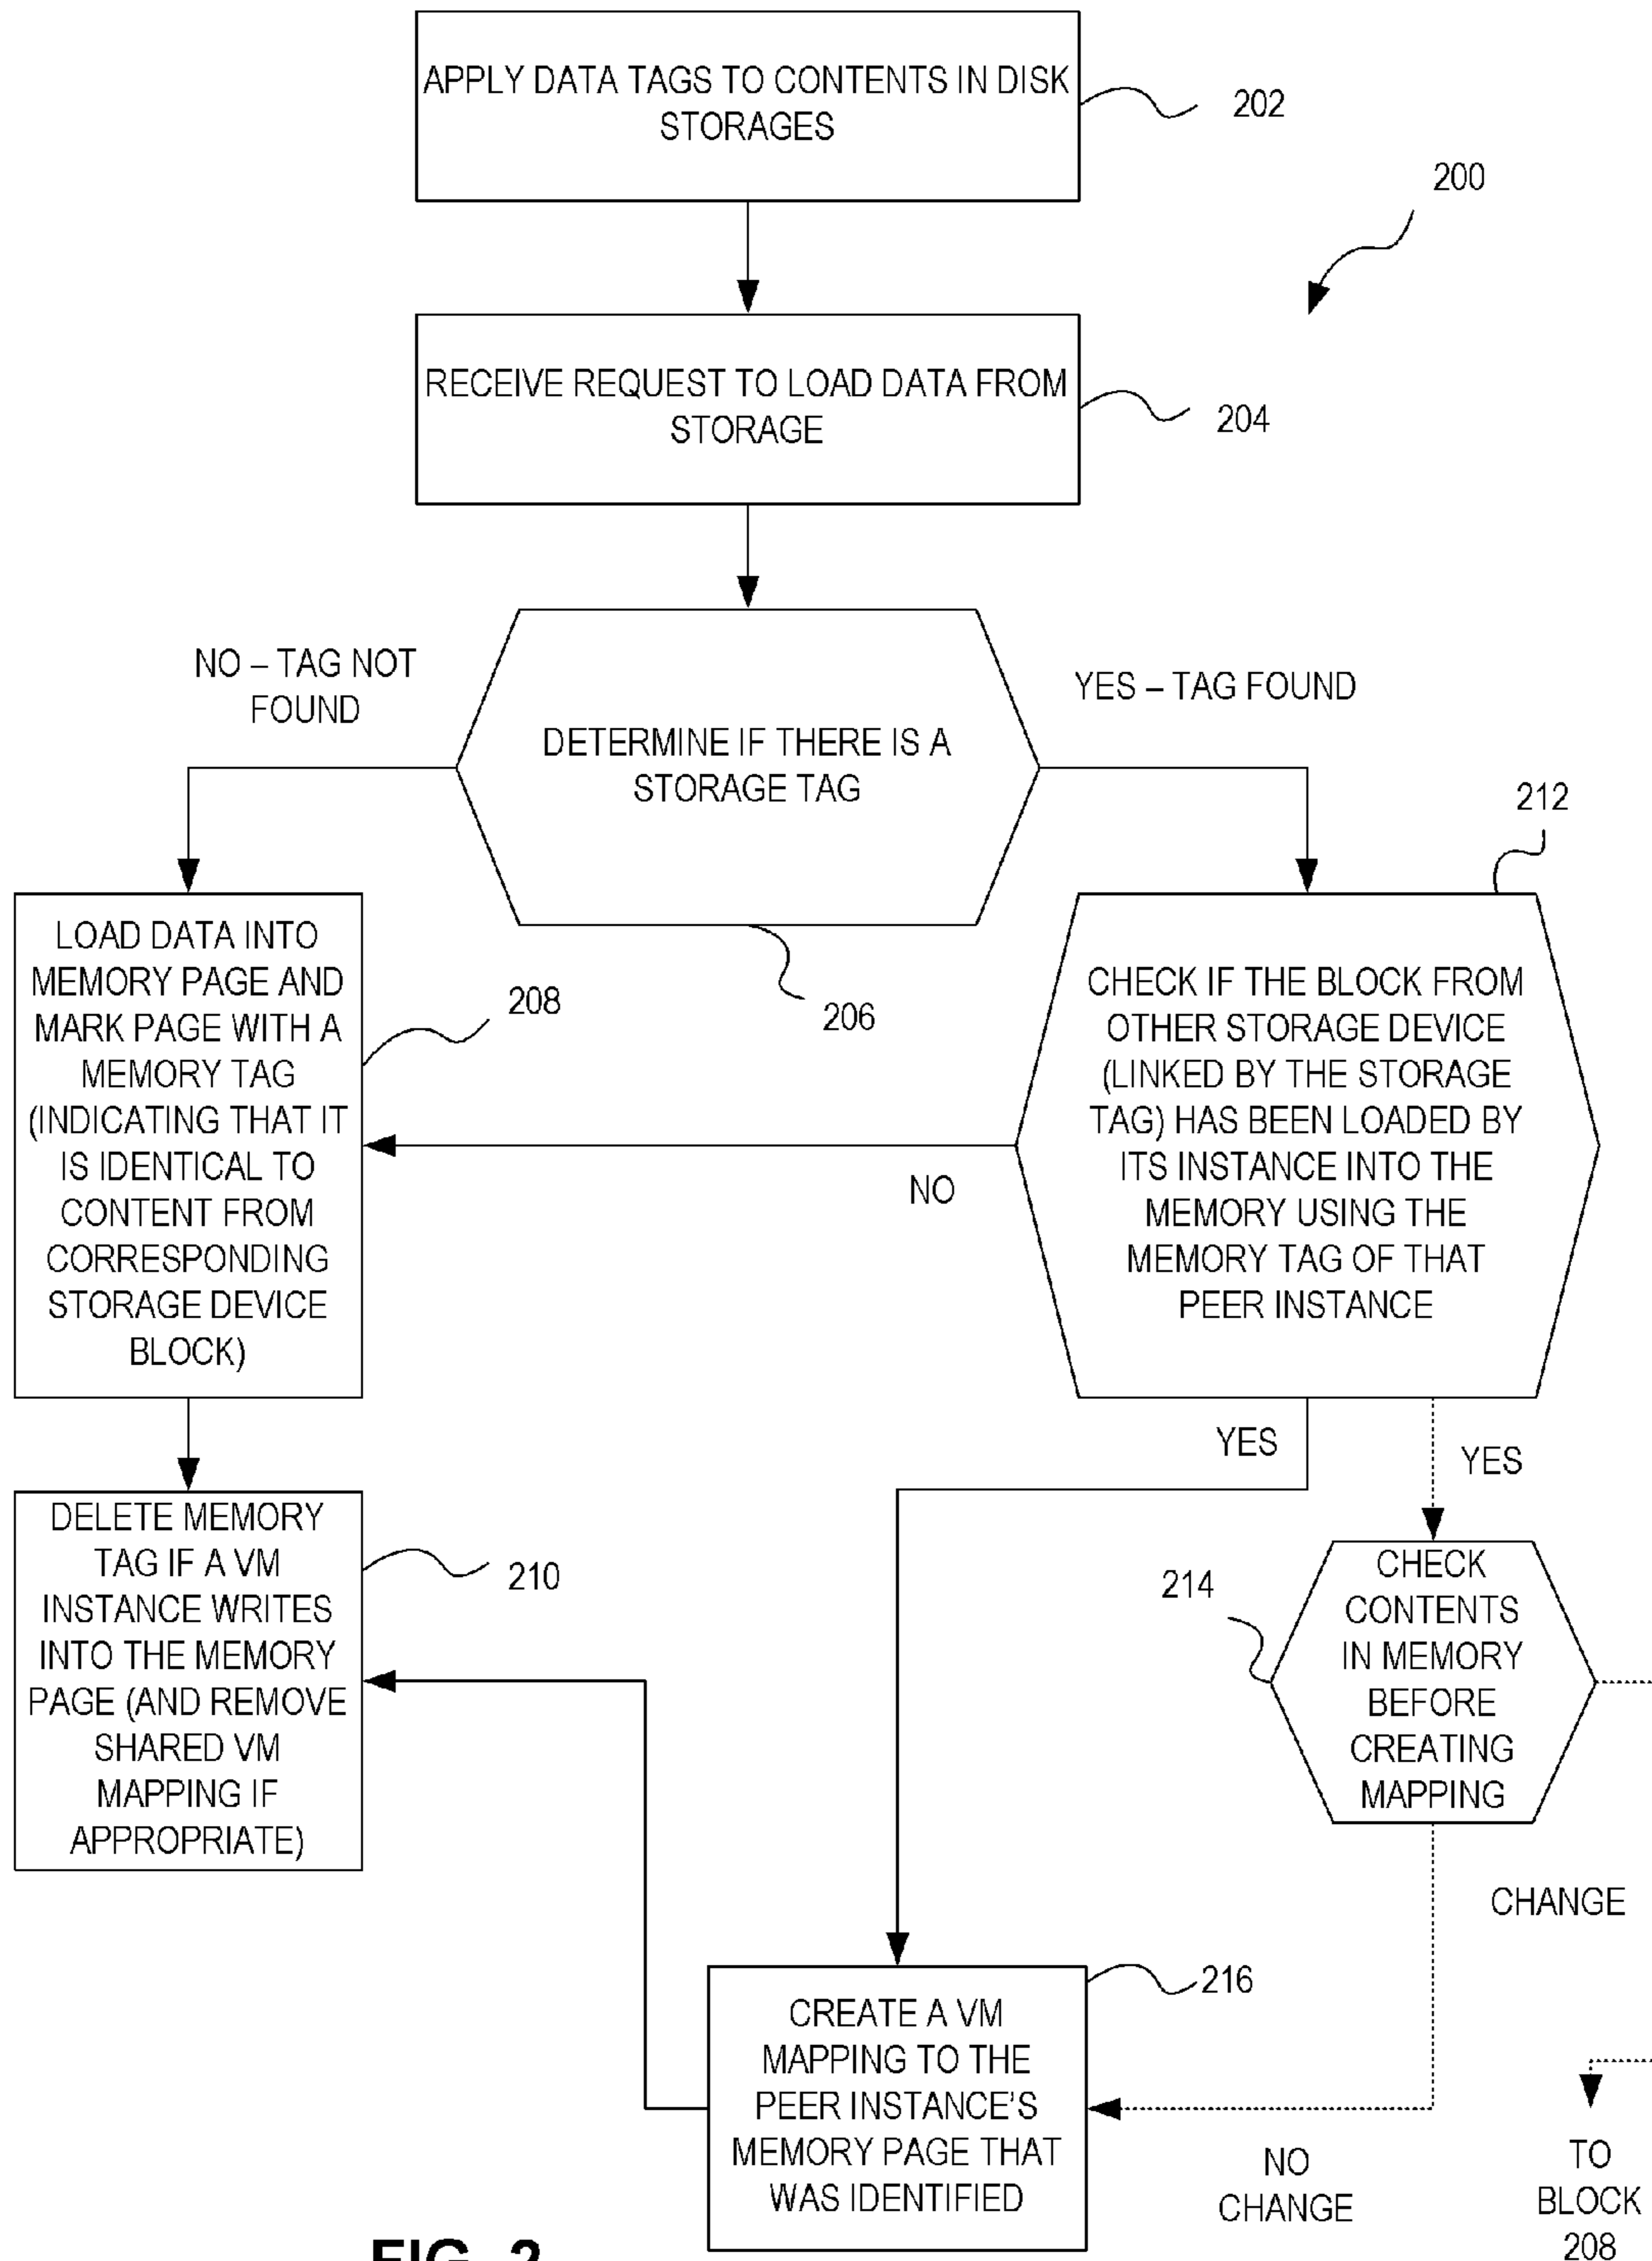 APPLY DATA TAGS TO CONTENTS IN DISK
STORAGES
202
200
RECEIVE REQUEST TO LOAD DATA FROM
STORAGE
204
NO – TAG NOT
FOUND
YES – TAG FOUND
DETERMINE IF THERE IS A
STORAGE TAG
206
212
LOAD DATA INTO
MEMORY PAGE AND
MARK PAGE WITH A
MEMORY TAG
(INDICATING THAT IT
IS IDENTICAL TO
CONTENT FROM
CORRESPONDING
STORAGE DEVICE
BLOCK)
208
CHECK IF THE BLOCK FROM
OTHER STORAGE DEVICE
(LINKED BY THE STORAGE
TAG) HAS BEEN LOADED BY
ITS INSTANCE INTO THE
MEMORY USING THE
MEMORY TAG OF THAT
PEER INSTANCE
NO
YES
YES
DELETE MEMORY
TAG IF A VM
INSTANCE WRITES
INTO THE MEMORY
PAGE (AND REMOVE
SHARED VM
MAPPING IF
APPROPRIATE)
210
214
CHECK
CONTENTS
IN MEMORY
BEFORE
CREATING
MAPPING
CHANGE
216
CREATE A VM
MAPPING TO THE
PEER INSTANCE'S
MEMORY PAGE THAT
WAS IDENTIFIED
NO
CHANGE
TO
BLOCK
208
FIG. 2